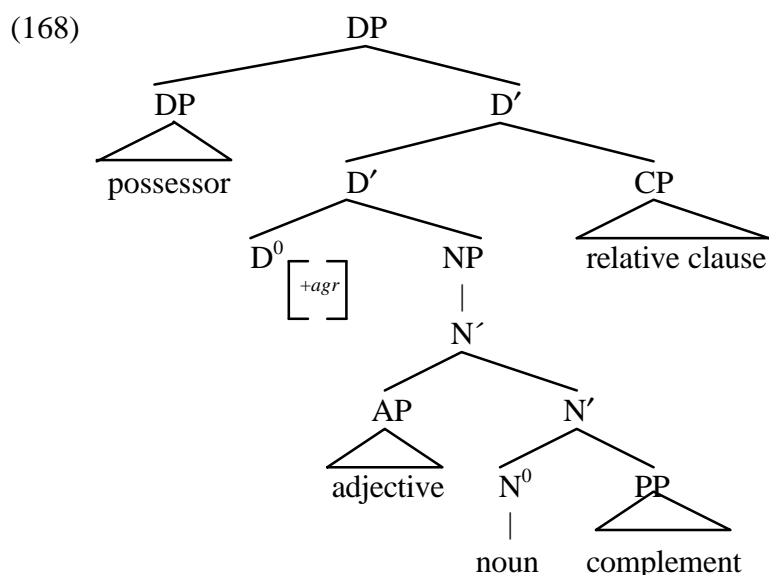 (168) DP
DP D′
possessor D′ CP
D⁰ [+agr] NP relative clause
N´
AP N′
adjective N⁰ PP
noun complement